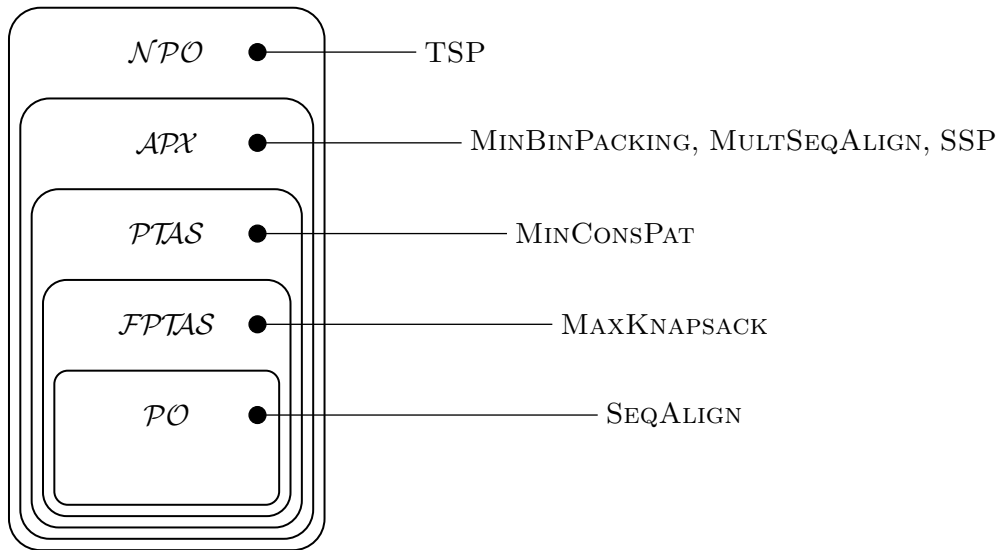 NPO TSP
APX MINBINPACKING, MULTSEQALIGN, SSP
PTAS MINCONSPAT
FPTAS MAXKNAPSACK
PO SEQALIGN